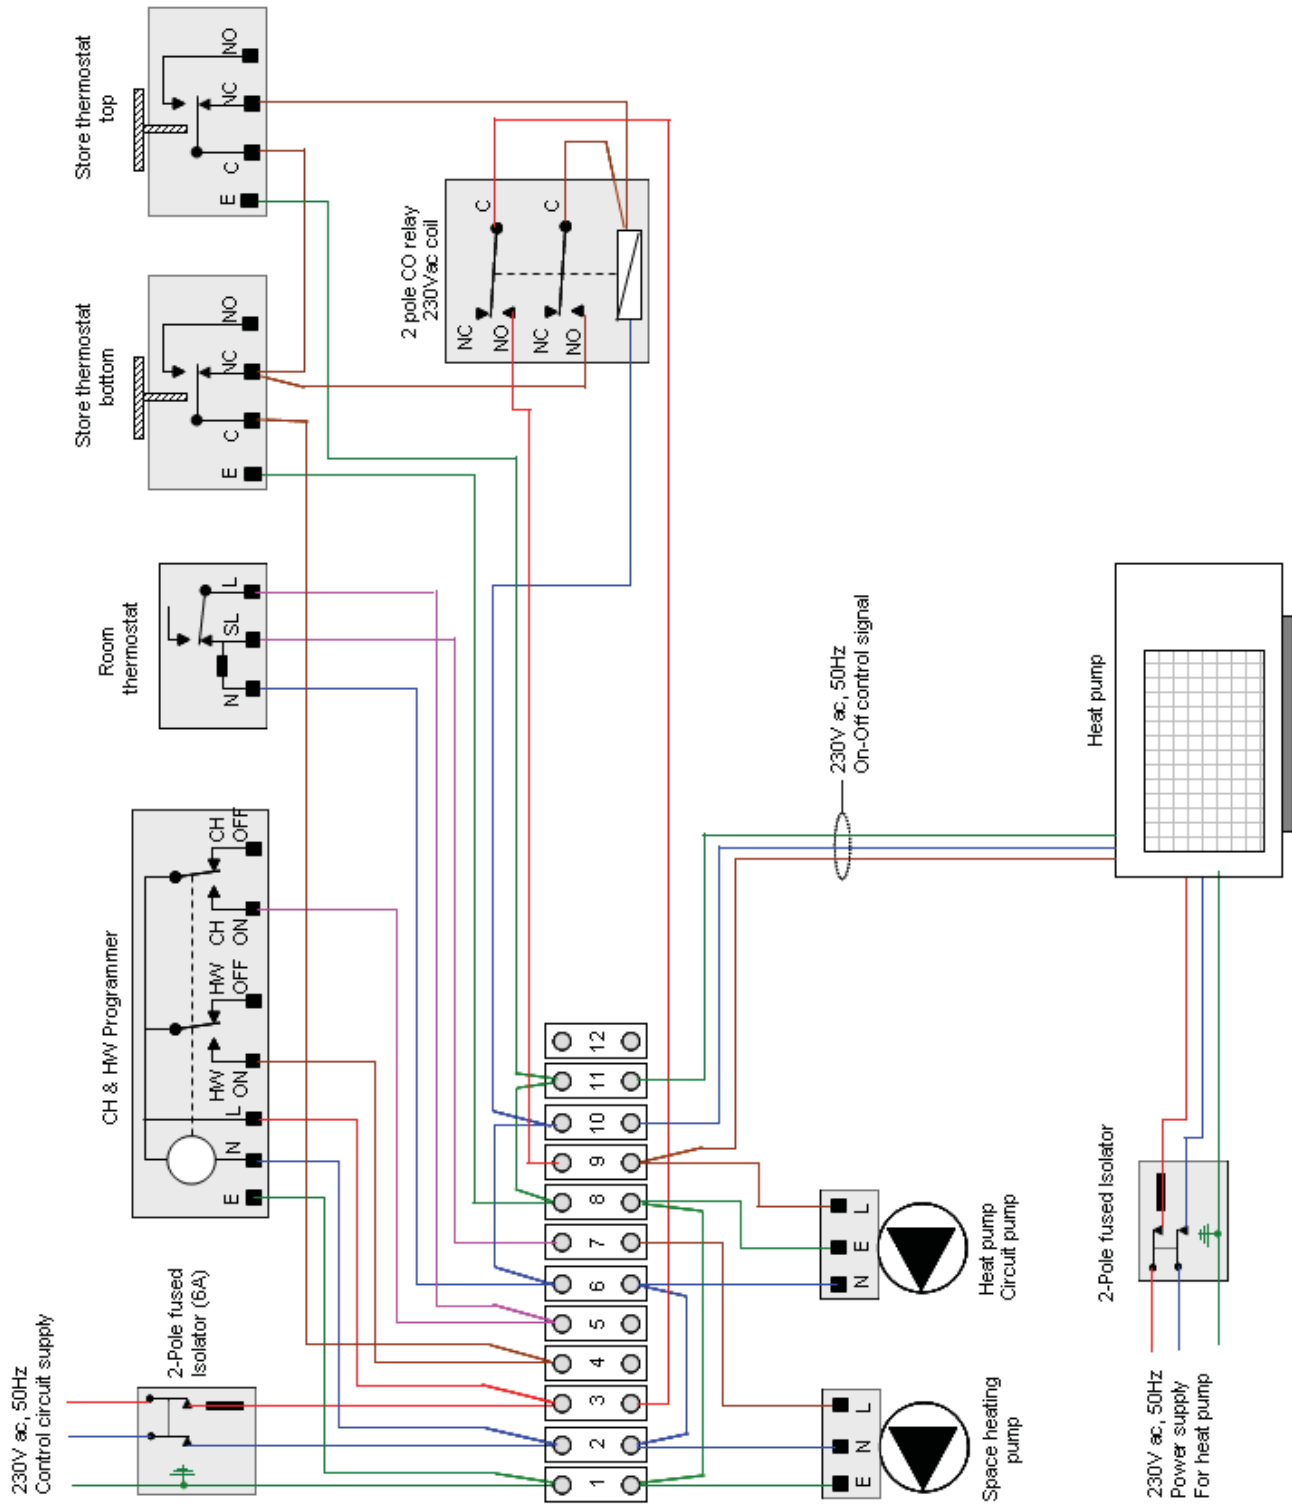 230V ac, 50Hz
Control circuit supply
2-Pole fused
Isolator (6A)
CH & HW Programmer
E
N
L
HW
ON
HW
OFF
CH
ON
CH
OFF
Room
thermostat
N
SL
L
Store thermostat
bottom
E
C
NC
NO
Store thermostat
top
E
C
NC
NO
2 pole CO relay
230Vac coil
NC
C
NO
NC
C
NO
1
2
3
4
5
6
7
8
9
10
11
12
E
N
L
Space heating
pump
N
E
L
Heat pump
Circuit pump
230V ac, 50Hz
On-Off control signal
Heat pump
2-Pole fused Isolator
230V ac, 50Hz
Power supply
For heat pump